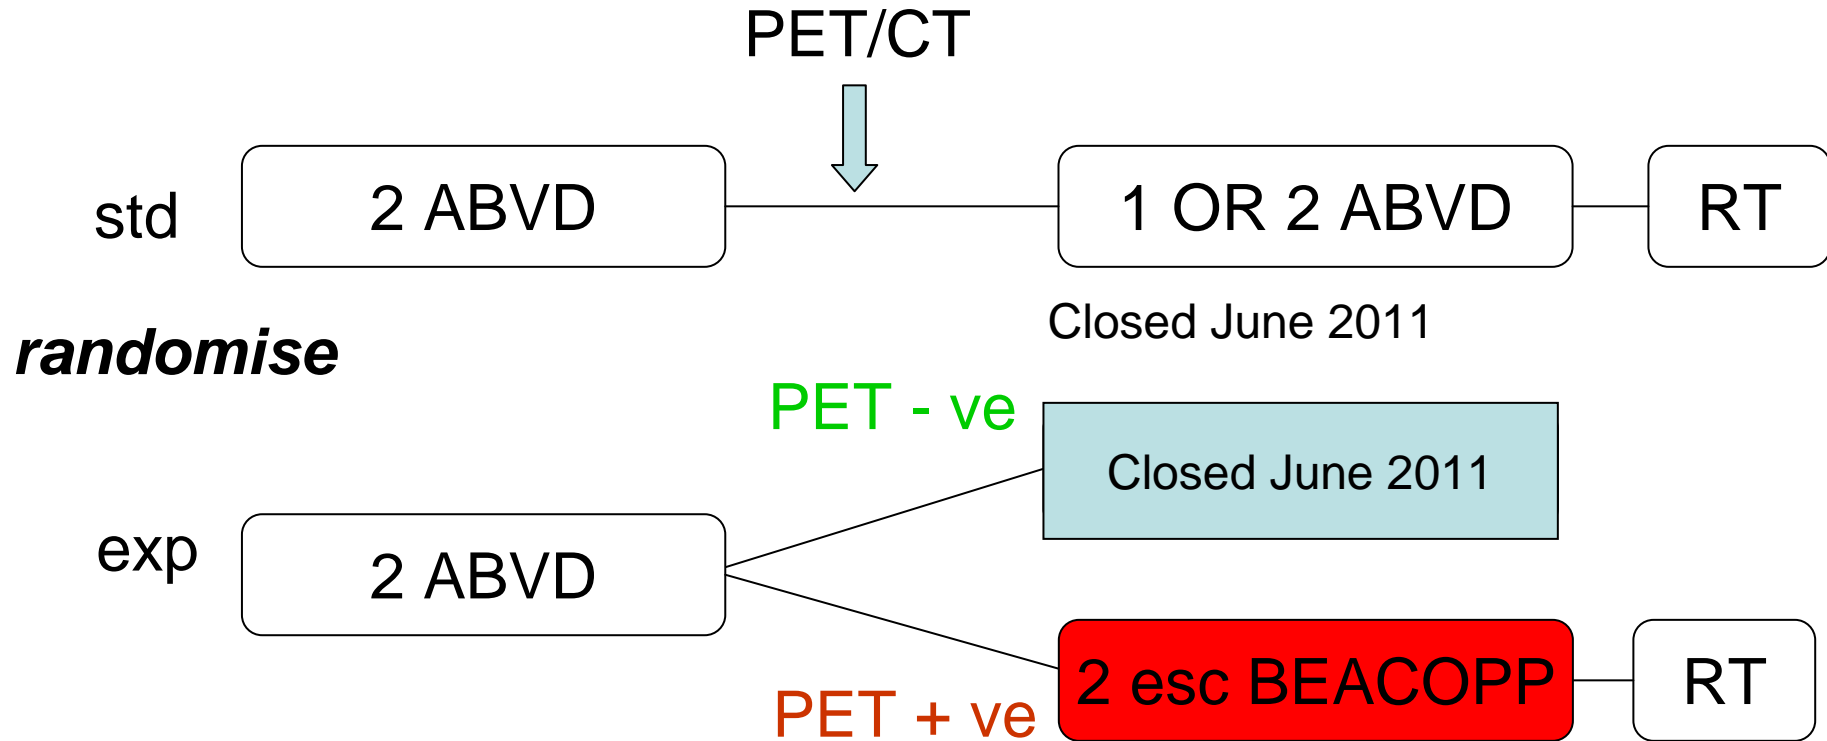 PET/CT
std
2 ABVD
1 OR 2 ABVD
RT
Closed June 2011
randomise
PET - ve
Closed June 2011
exp
2 ABVD
2 esc BEACOPP
RT
PET + ve